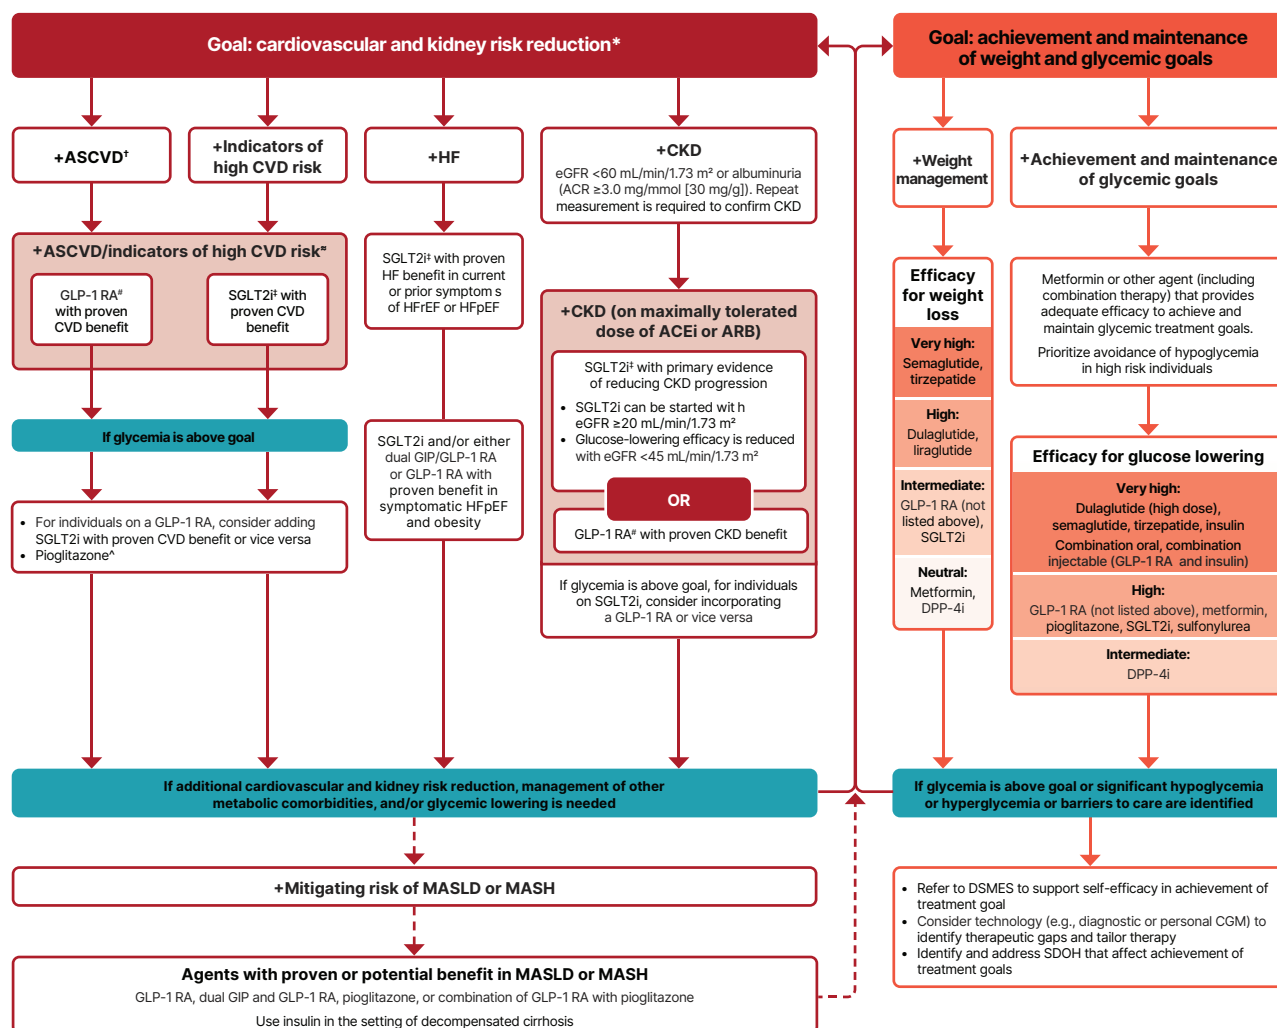 Goal: cardiovascular and kidney risk reduction*
Goal: achievement and maintenance
of weight and glycemic goals
+ASCVD†
+Indicators of
high CVD risk
+HF
+CKD
eGFR <60 mL/min/1.73 m² or albuminuria
(ACR ≥3.0 mg/mmol [30 mg/g]). Repeat
measurement is required to confirm CKD
+Weight
management
+Achievement and maintenance
of glycemic goals
+ASCVD/indicators of high CVD risk
GLP-1 RA#
with proven
CVD benefit
SGLT2i‡ with
proven CVD
benefit
SGLT2i‡ with proven
HF benefit in current
or prior symptoms
of HFrEF or HFpEF
+CKD (on maximally tolerated
dose of ACEi or ARB)
SGLT2i‡ with primary evidence
of reducing CKD progression
• SGLT2i can be started with
eGFR ≥20 mL/min/1.73 m²
• Glucose-lowering efficacy is reduced
with eGFR <45 mL/min/1.73 m²
OR
GLP-1 RA# with proven CKD benefit
If glycemia is above goal, for individuals
on SGLT2i, consider incorporating
a GLP-1 RA or vice versa
If glycemia is above goal
• For individuals on a GLP-1 RA, consider adding
SGLT2i with proven CVD benefit or vice versa
• Pioglitazone^
SGLT2i and/or either
dual GIP/GLP-1 RA
or GLP-1 RA with
proven benefit in
symptomatic HFpEF
and obesity
Efficacy
for weight
loss
Very high:
Semaglutide,
tirzepatide
High:
Dulaglutide,
liraglutide
Intermediate:
GLP-1 RA (not
listed above),
SGLT2i
Neutral:
Metformin,
DPP-4i
Metformin or other agent (including
combination therapy) that provides
adequate efficacy to achieve and
maintain glycemic treatment goals.
Prioritize avoidance of hypoglycemia
in high risk individuals
Efficacy for glucose lowering
Very high:
Dulaglutide (high dose),
semaglutide, tirzepatide, insulin
Combination oral, combination
injectable (GLP-1 RA and insulin)
High:
GLP-1 RA (not listed above), metformin,
pioglitazone, SGLT2i, sulfonylurea
Intermediate:
DPP-4i
If additional cardiovascular and kidney risk reduction, management of other
metabolic comorbidities, and/or glycemic lowering is needed
If glycemia is above goal or significant hypoglycemia
or hyperglycemia or barriers to care are identified
+Mitigating risk of MASLD or MASH
Agents with proven or potential benefit in MASLD or MASH
GLP-1 RA, dual GIP and GLP-1 RA, pioglitazone, or combination of GLP-1 RA with pioglitazone
Use insulin in the setting of decompensated cirrhosis
• Refer to DSMES to support self-efficacy in achievement of
treatment goal
• Consider technology (e.g., diagnostic or personal CGM) to
identify therapeutic gaps and tailor therapy
• Identify and address SDOH that affect achievement of
treatment goals